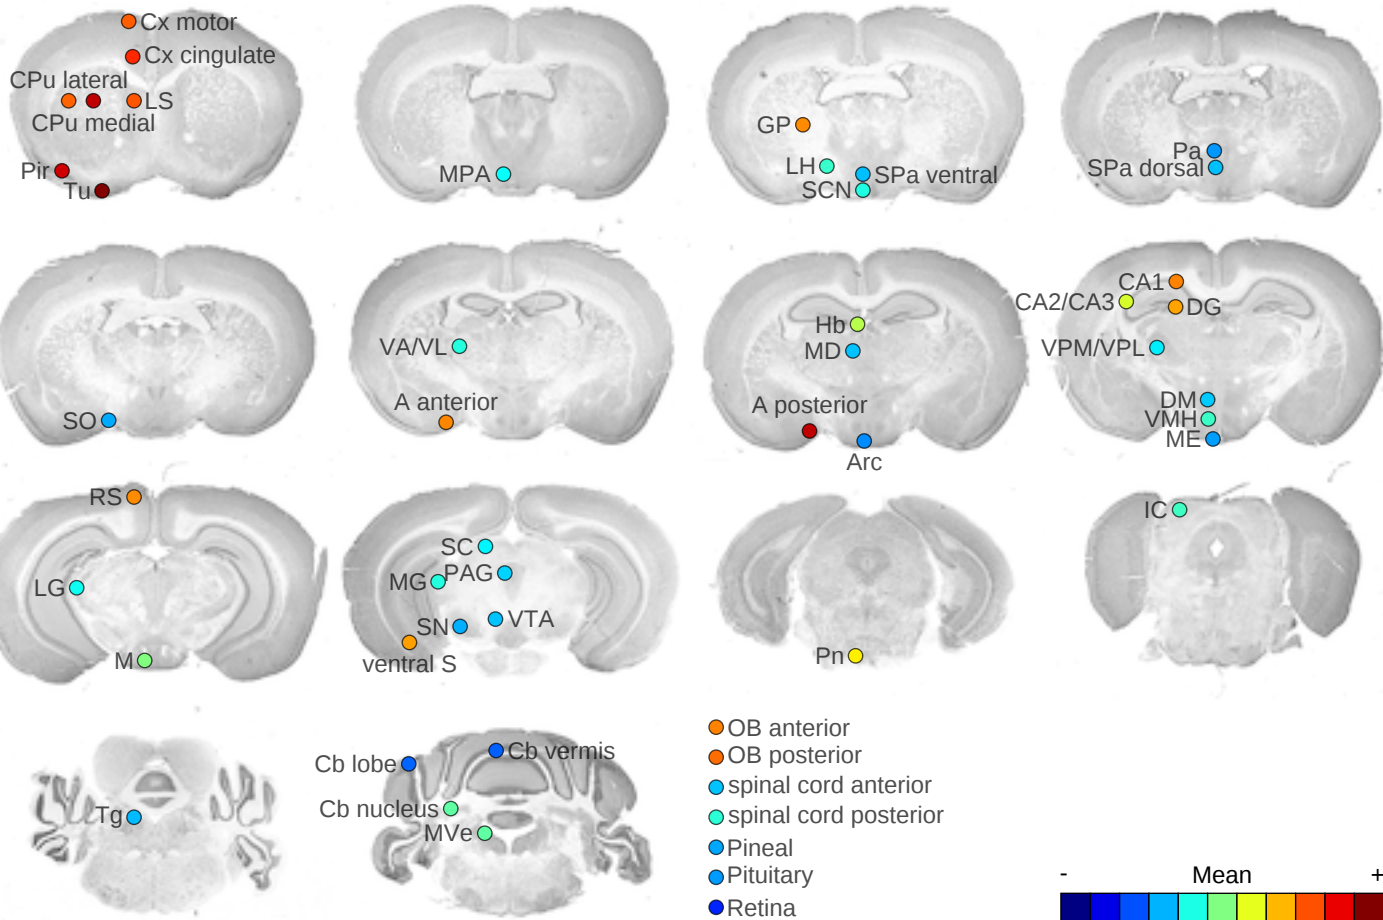 Cx motor
Cx cingulate
CPu lateral
LS
CPu medial
Pir
Tu
MPA
GP
LH
SPa ventral
SCN
Pa
SPa dorsal
SO
VA/VL
A anterior
Hb
MD
A posterior
Arc
CA1
CA2/CA3
DG
VPM/VPL
DM
VMH
ME
RS
LG
M
SC
MG
PAG
SN
VTA
ventral S
Pn
IC
Tg
Cb lobe
Cb vermis
Cb nucleus
MVe
OB anterior
OB posterior
spinal cord anterior
spinal cord posterior
Pineal
Pituitary
Retina
- Mean +